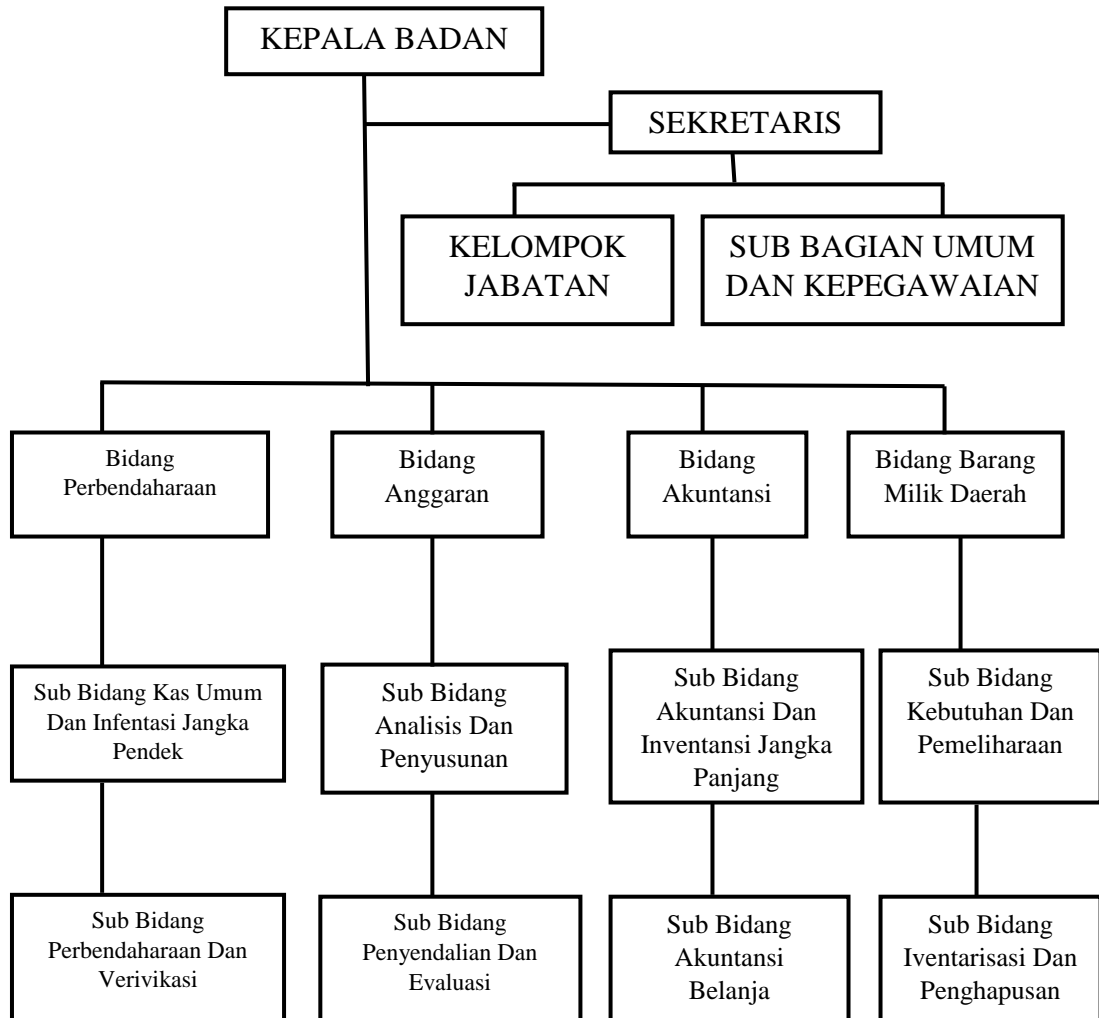 KEPALA BADAN
SEKRETARIS
KELOMPOK
JABATAN
SUB BAGIAN UMUM
DAN KEPEGAWAIAN
Bidang
Perbendaharaan
Bidang
Anggaran
Bidang
Akuntansi
Bidang Barang
Milik Daerah
Sub Bidang Kas Umum
Dan Infentasi Jangka
Pendek
Sub Bidang
Analisis Dan
Penyusunan
Sub Bidang
Akuntansi Dan
Inventansi Jangka
Panjang
Sub Bidang
Kebutuhan Dan
Pemeliharaan
Sub Bidang
Perbendaharaan Dan
Verivikasi
Sub Bidang
Penyendalian Dan
Evaluasi
Sub Bidang
Akuntansi
Belanja
Sub Bidang
Iventarisasi Dan
Penghapusan